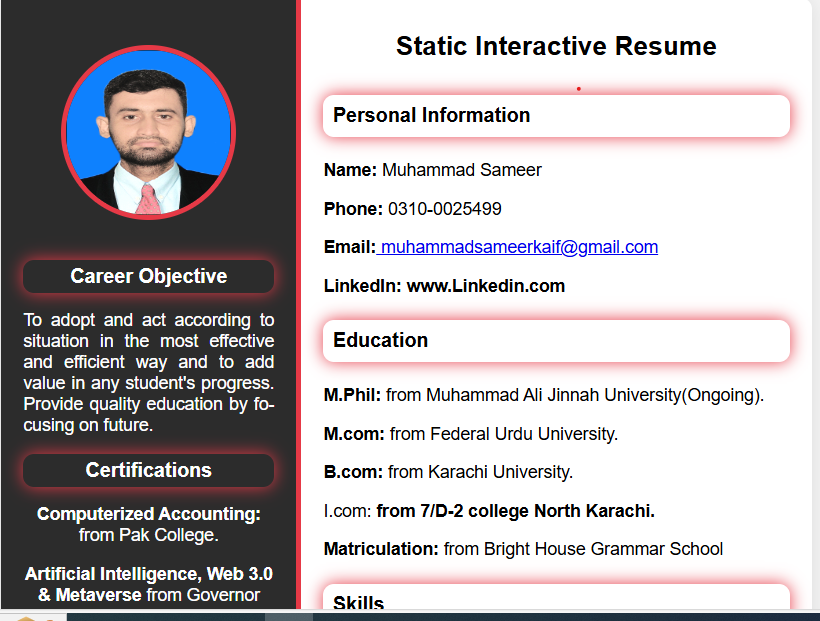 Career Objective
To adopt and act according to
situation in the most effective
and efficient way and to add
value in any student's progress.
Provide quality education by fo-
cusing on future.
Certifications
Computerized Accounting:
from Pak College.
Artificial Intelligence, Web 3.0
& Metaverse from Governor
Static Interactive Resume
Personal Information
Name: Muhammad Sameer
Phone: 0310-0025499
Email: muhammadsameerkaif@gmail.com
LinkedIn: www.Linkedin.com
Education
M.Phil: from Muhammad Ali Jinnah University(Ongoing).
M.com: from Federal Urdu University.
B.com: from Karachi University.
I.com: from 7/D-2 college North Karachi.
Matriculation: from Bright House Grammar School
Skills